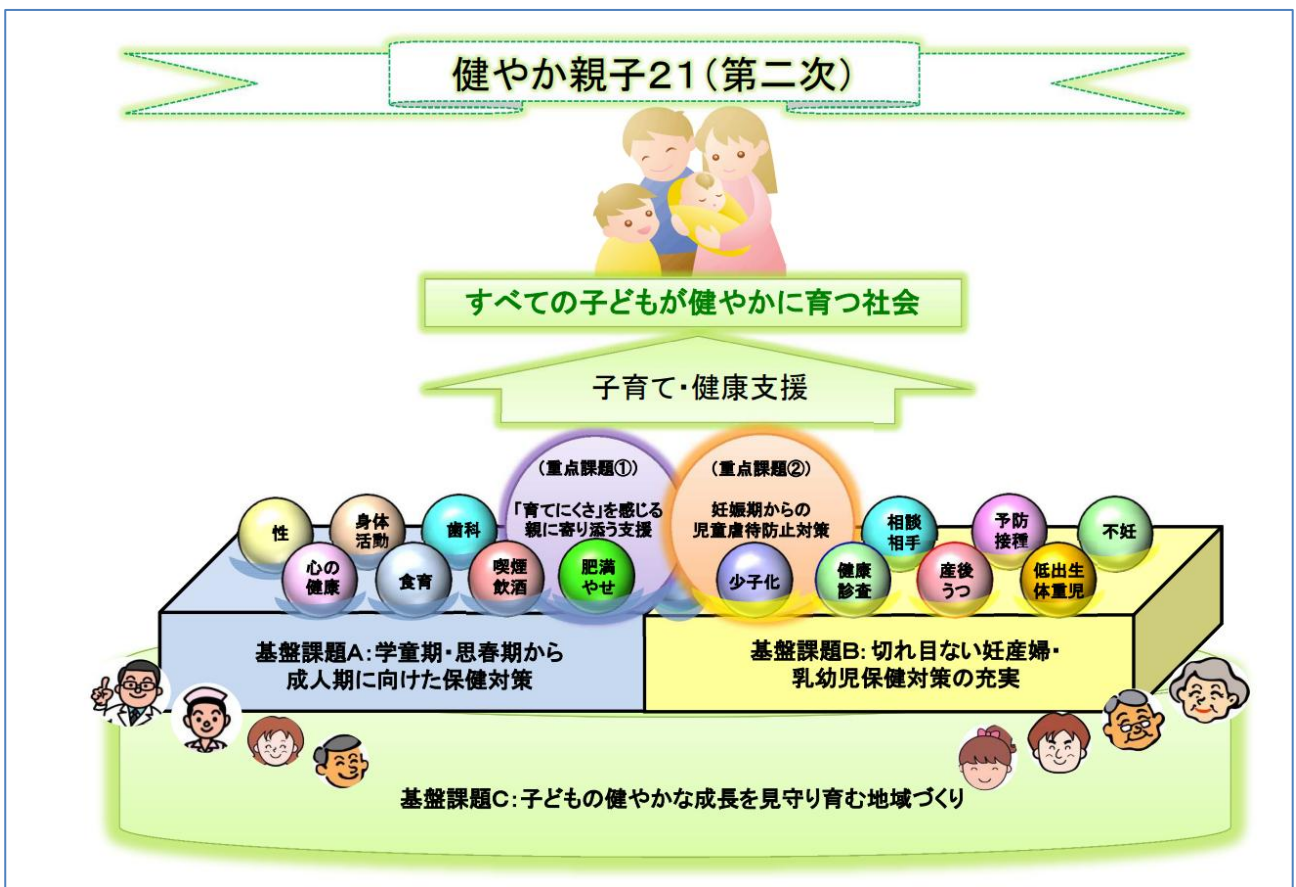 健やか親子21(第二次)
すべての子どもが健やかに育つ社会
子育て・健康支援
(重点課題①)
「育てにくさ」を感じる
親に寄り添う支援
(重点課題②)
妊娠期からの
児童虐待防止対策
性
身体
活動
歯科
相談
相手
予防
接種
不妊
心の
健康
食育
喫煙
飲酒
肥満
やせ
少子化
健康
診査
産後
うつ
低出生
体重児
基盤課題A:学童期・思春期から
成人期に向けた保健対策
基盤課題B:切れ目ない妊産婦・
乳幼児保健対策の充実
基盤課題C:子どもの健やかな成長を見守り育む地域づくり